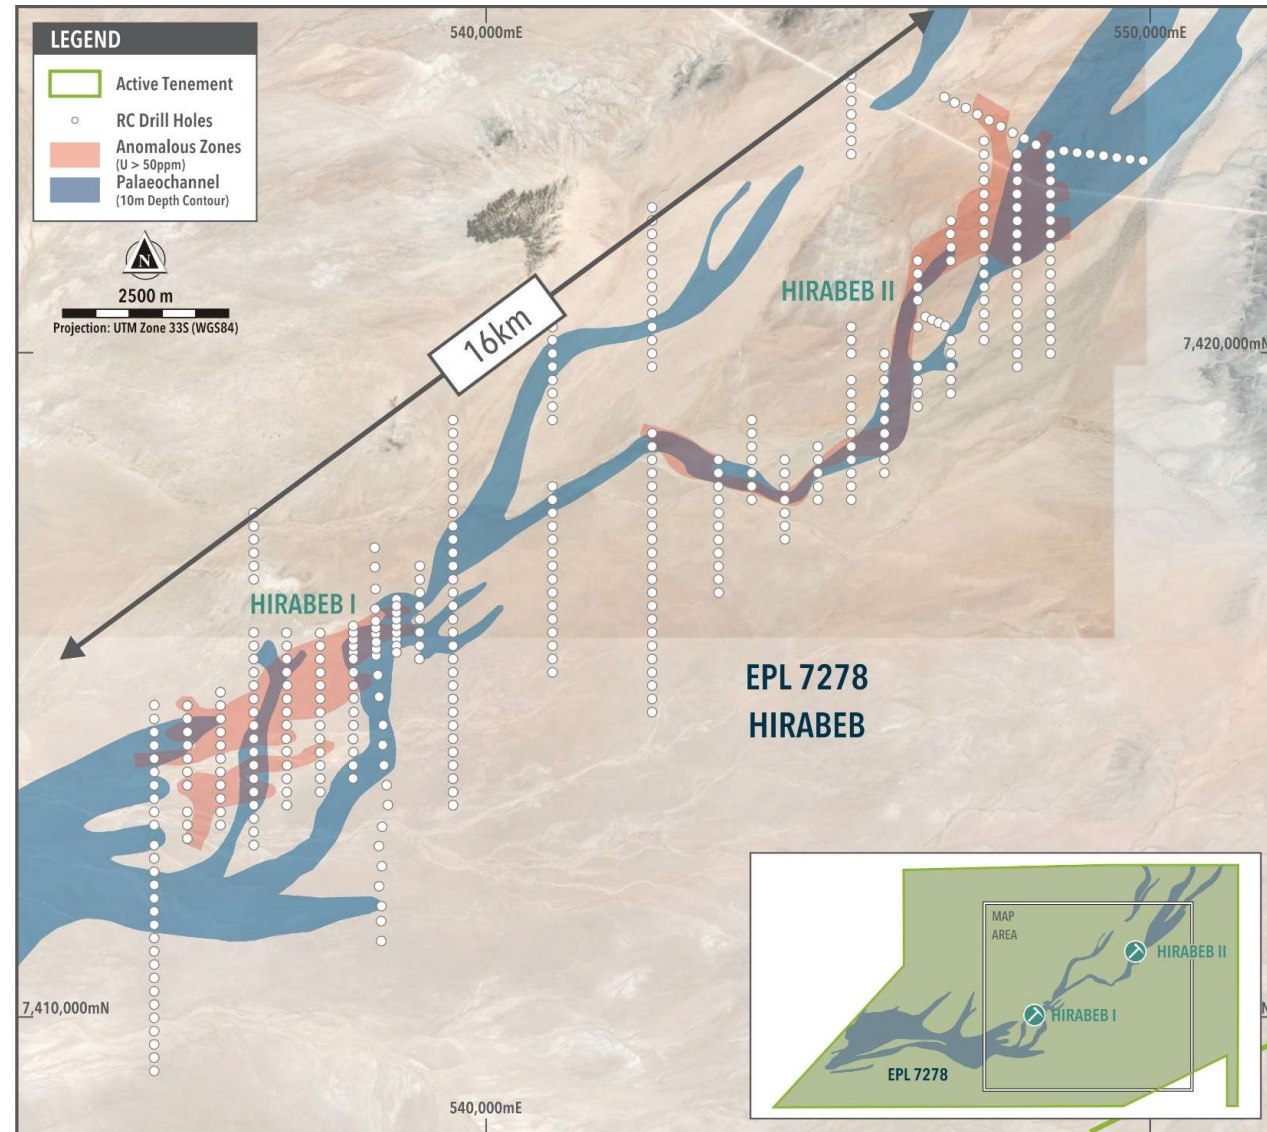 LEGEND
Active Tenement
RC Drill Holes
Anomalous Zones
(U > 50ppm)
Palaeochannel
(10m Depth Contour)
N
2500 m
Projection: UTM Zone 33S (WGS84)
540,000mE
550,000mE
16km
HIRABEB II
7,420,000mN
HIRABEB I
EPL 7278
HIRABEB
7,410,000mN
N
540,000mE
MAP
AREA
HIRABEB II
HIRABEB I
EPL 7278